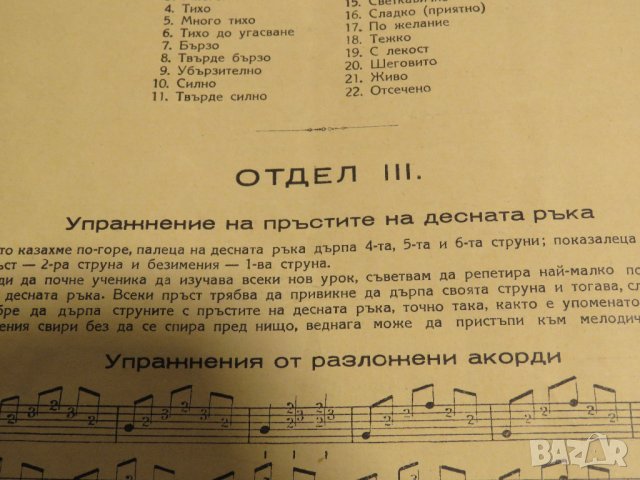 4. Тихо
5. Много тихо
6. Тихо до угасване
7. Бързо
8. Твърде бързо
9. Убързително
10. Силно
11. Твърде силно
16. Сладко (приятно)
17. По желание
18. Тежко
19. С лекост
20. Шеговито
21. Живо
22. Отсечено
ОТДЕЛ III.
Упражнение на пръстите на десната ръка
то казахме по-горе, палеца на десната ръка дърпа 4-та, 5-та и 6-та струни; показалеца
ст — 2-ра струна и безимения — 1-ва струна.
ди да почне ученика да изучава всеки нов урок, съветвам да репетира най-малко по
десната ръка. Всеки пръст трябва да привикне да дърпа своята струна и тогава, сл
бре да дърпа струните с пръстите на десната ръка, точно така, както е упоменато
ения свири без да се спира пред нищо, веднага може да пристъпи към мелодич
Упражнения от разложени акорди
BAZAR